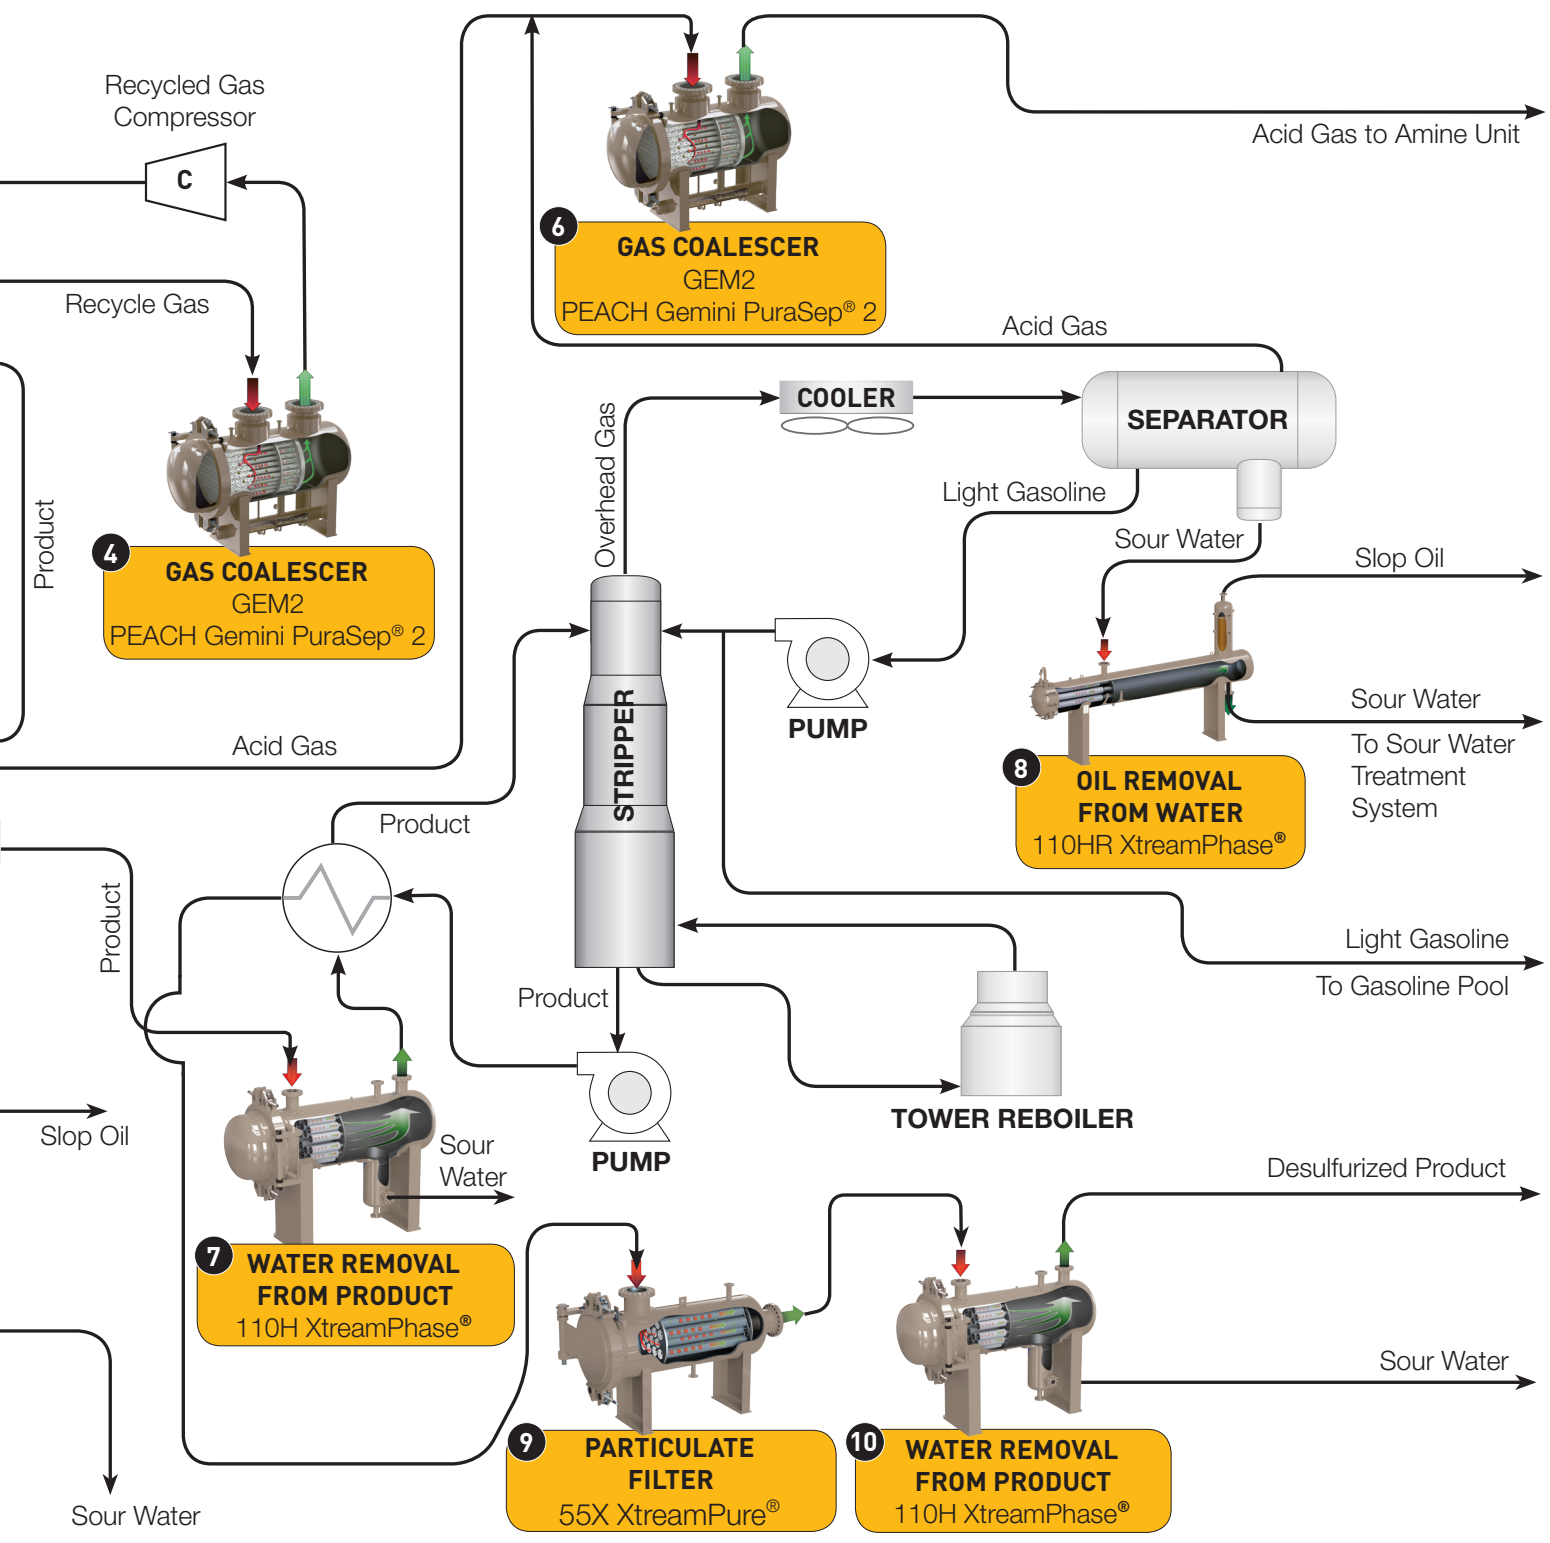 Recycled Gas
Compressor
C
Acid Gas to Amine Unit
6
GAS COALESCER
GEM2
PEACH Gemini PuraSep® 2
Recycle Gas
Acid Gas
COOLER
SEPARATOR
Overhead Gas
Light Gasoline
Sour Water
Slop Oil
Product
4
GAS COALESCER
GEM2
PEACH Gemini PuraSep® 2
STRIPPER
PUMP
Sour Water
To Sour Water
Treatment
System
8
OIL REMOVAL
FROM WATER
110HR XtreamPhase®
Acid Gas
Product
Product
Light Gasoline
To Gasoline Pool
Product
TOWER REBOILER
Slop Oil
Sour
Water
PUMP
Desulfurized Product
7
WATER REMOVAL
FROM PRODUCT
110H XtreamPhase®
Sour Water
9
PARTICULATE
FILTER
55X XtreamPure®
10
WATER REMOVAL
FROM PRODUCT
110H XtreamPhase®
Sour Water